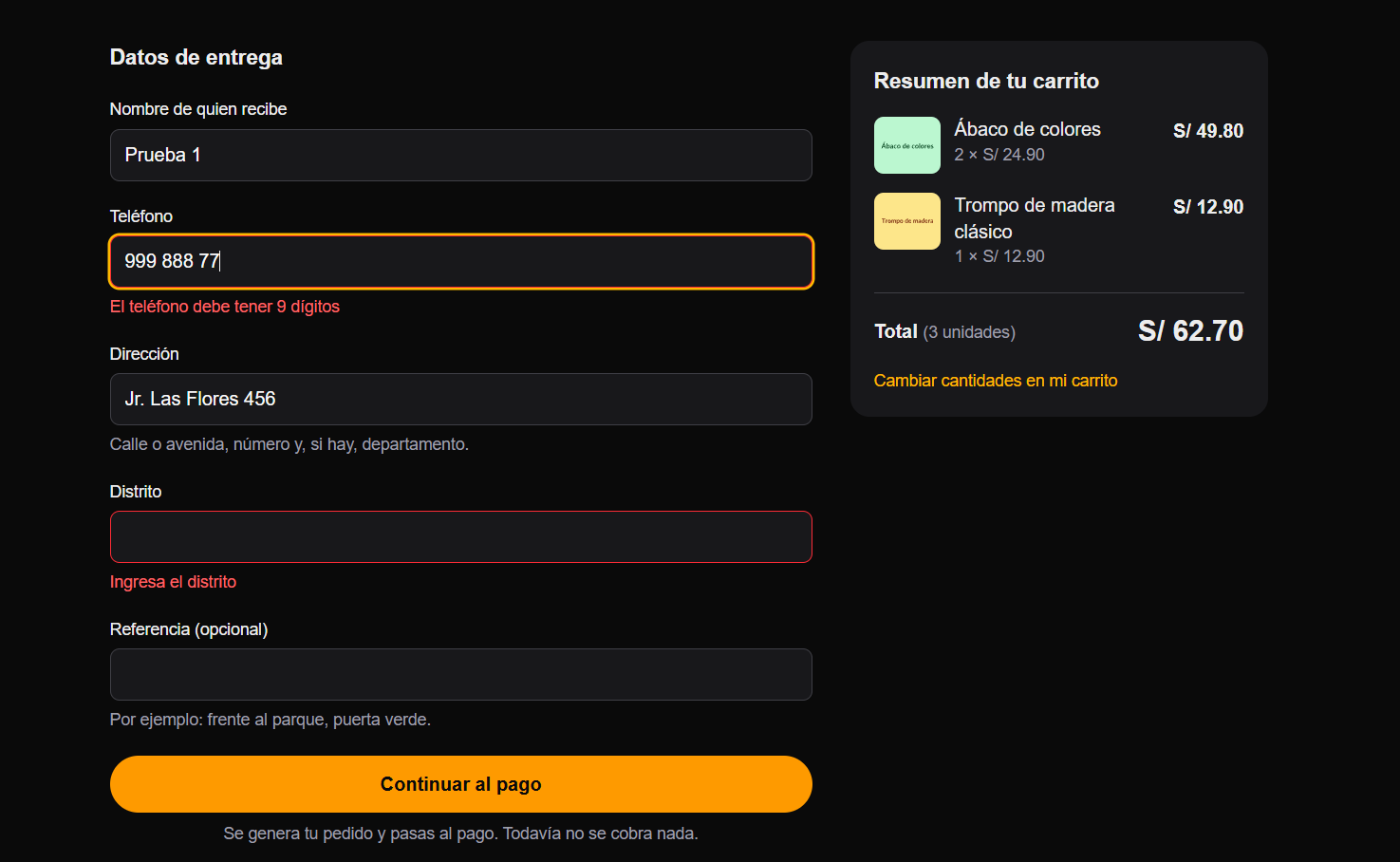 Datos de entrega
Nombre de quien recibe
Prueba 1
Teléfono
999 888 77
El teléfono debe tener 9 dígitos
Dirección
Jr. Las Flores 456
Calle o avenida, número y, si hay, departamento.
Distrito
Ingresa el distrito
Referencia (opcional)
Por ejemplo: frente al parque, puerta verde.
Continuar al pago
Se genera tu pedido y pasas al pago. Todavía no se cobra nada.
Resumen de tu carrito
Ábaco de colores
Ábaco de colores S/ 49.80
2 × S/ 24.90
Trompo de madera
Trompo de madera S/ 12.90
clásico
1 × S/ 12.90
Total (3 unidades) S/ 62.70
Cambiar cantidades en mi carrito